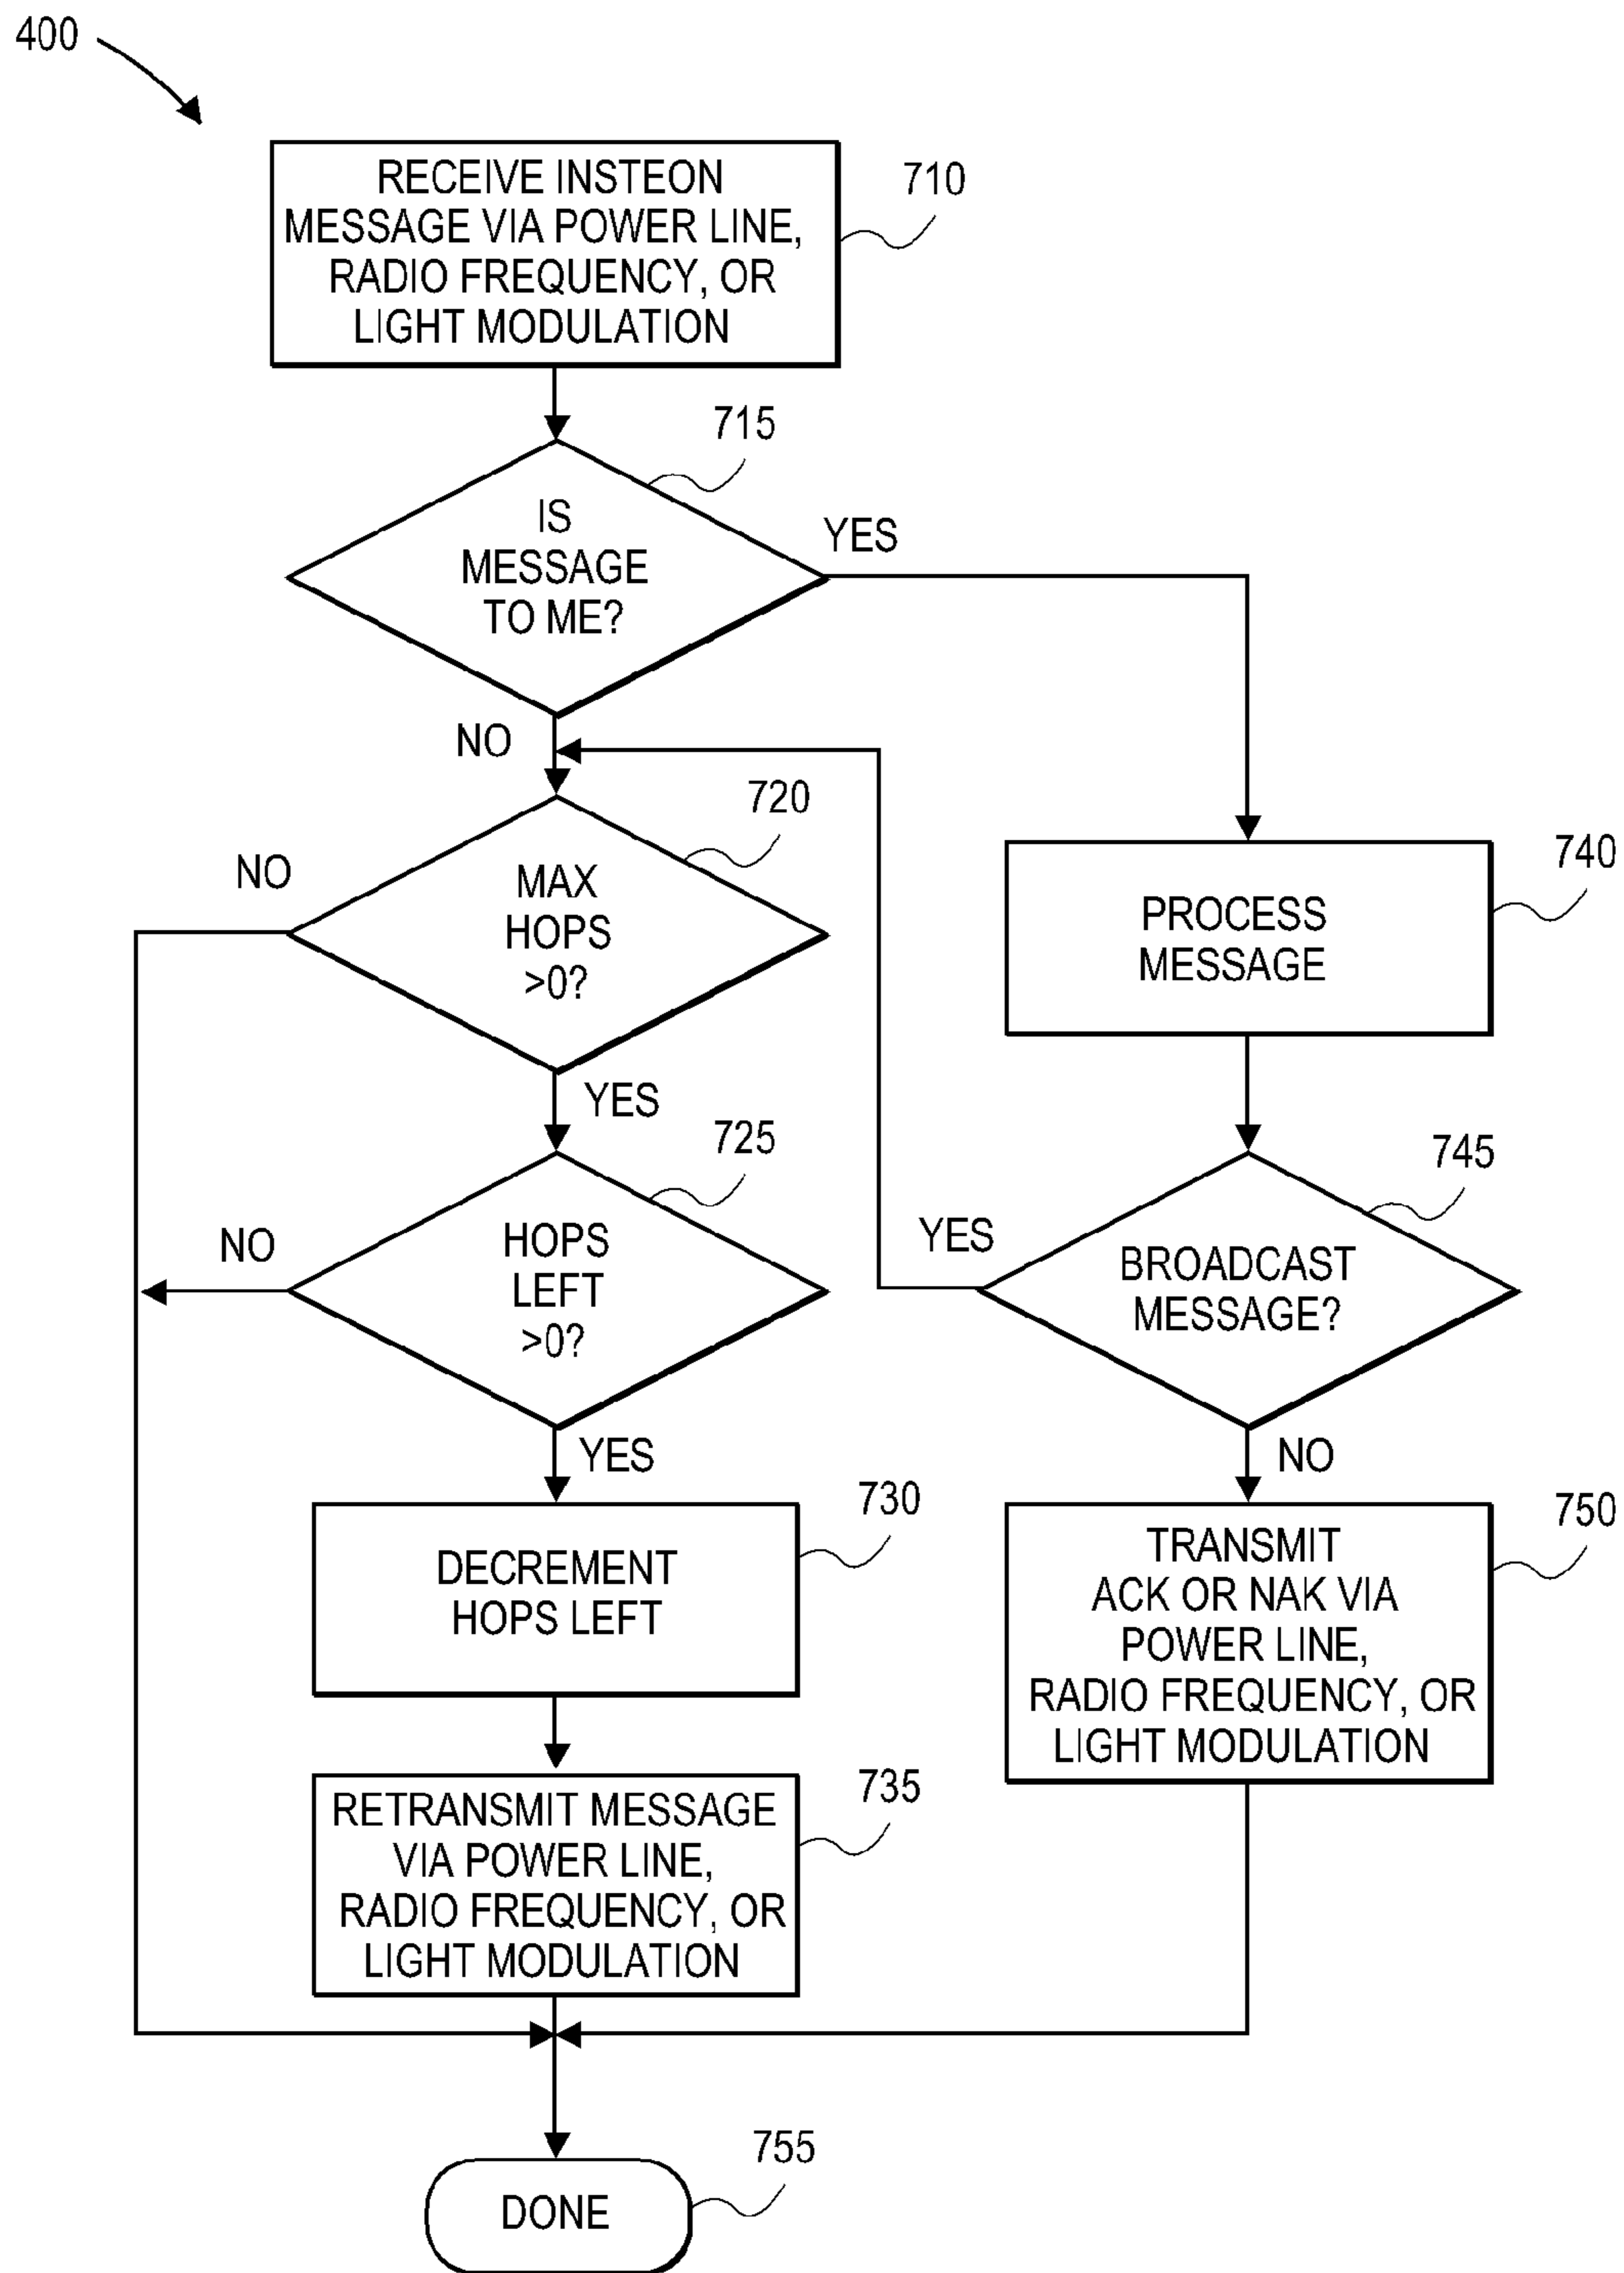 400
RECEIVE INSTEON
MESSAGE VIA POWER LINE,
RADIO FREQUENCY, OR
LIGHT MODULATION
710
715
IS
MESSAGE
TO ME?
YES
NO
720
MAX
HOPS
>0?
NO
YES
740
PROCESS
MESSAGE
725
HOPS
LEFT
>0?
NO
YES
745
BROADCAST
MESSAGE?
YES
NO
730
DECREMENT
HOPS LEFT
750
TRANSMIT
ACK OR NAK VIA
POWER LINE,
RADIO FREQUENCY, OR
LIGHT MODULATION
735
RETRANSMIT MESSAGE
VIA POWER LINE,
RADIO FREQUENCY, OR
LIGHT MODULATION
755
DONE